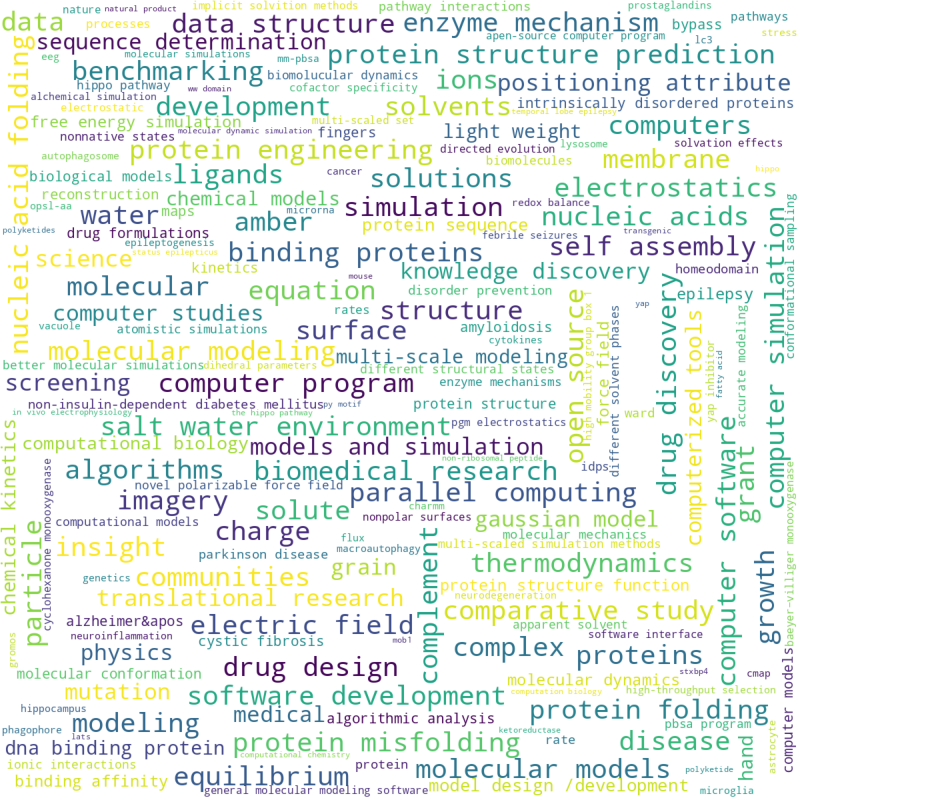 nature natural product implicit solvition methods pathway interactions prostaglandins
data processes data structure enzyme mechanism bypass pathways
apen-source computer program stress
sequence determination lc3
eeg molecular simulations mm-pbsa protein structure prediction
benchmarking biomolucular dynamics ions positioning attribute
hippo pathway ww domain cofactor specificity
alchemical simulation development solvents intrinsically disordered proteins
electrostatic temporal lobe epilepsy
free energy simulation multi-scaled set computers
nonnative states molecular dynamic simulation fingers light weight solvation effects
protein engineering directed evolution lysosome
autophagosome biomolecules membrane
biological models ligands cancer solutions hippo
reconstruction chemical models electrostatics
opsl-aa water maps microrna simulation redox balance nucleic acids
polyketides drug formulations amber protein sequence transgenic
epileptogenesis febrile seizures self assembly
science status epilepticus binding proteins
kinetics mouse knowledge discovery homeodomain
molecular equation disorder prevention epilepsy
computer studies rates structure yap
vacuole atomistic simulations surface amyloidosis
cytokines
molecular modeling multi-scale modeling
better molecular simulations dihedral parameters different structural states
screening computer program enzyme mechanisms
non-insulin-dependent diabetes mellitus py motif protein structure
in vivo electrophysiology the hippo pathway ward
salt water environment pgm electrostatics
computational biology models and simulation
non-ribosomal peptide
algorithms biomedical research idps
novel polarizable force field
imagery parallel computing
solute charmm
computational models nonpolar surfaces gaussian model
charge molecular mechanics
insight flux multi-scaled simulation methods
parkinson disease macroautophagy
genetics communities grain thermodynamics
translational research protein structure function
neurodegeneration
comparative study
alzheimer&apos electric field apparent solvent
neuroinflammation cystic fibrosis mob1 software interface
physics complex proteins
drug design stxbp4 cmap
molecular conformation molecular dynamics
mutation software development computation biology high-throughput selection
hippocampus medical protein folding
modeling algorithmic analysis pbsa program
phagophore lats ketoreductase
dna binding protein protein misfolding rate disease
computational chemistry
ionic interactions protein molecular models polyketide
binding affinity equilibrium model design /development
general molecular modeling software microglia
nucleic acid folding
chemical kinetics
particle
cyclohexanone monooxygenase
gromos
complement
open source
high mobility group box 1
force field
different solvent phases
drug discovery
computerized tools
yap inhibitor
fatty acid
accurate modeling
computer software
grant
computer simulation
conformational sampling
growth
baeyer-villiger monooxygenase
computer models
hand
astrocyte